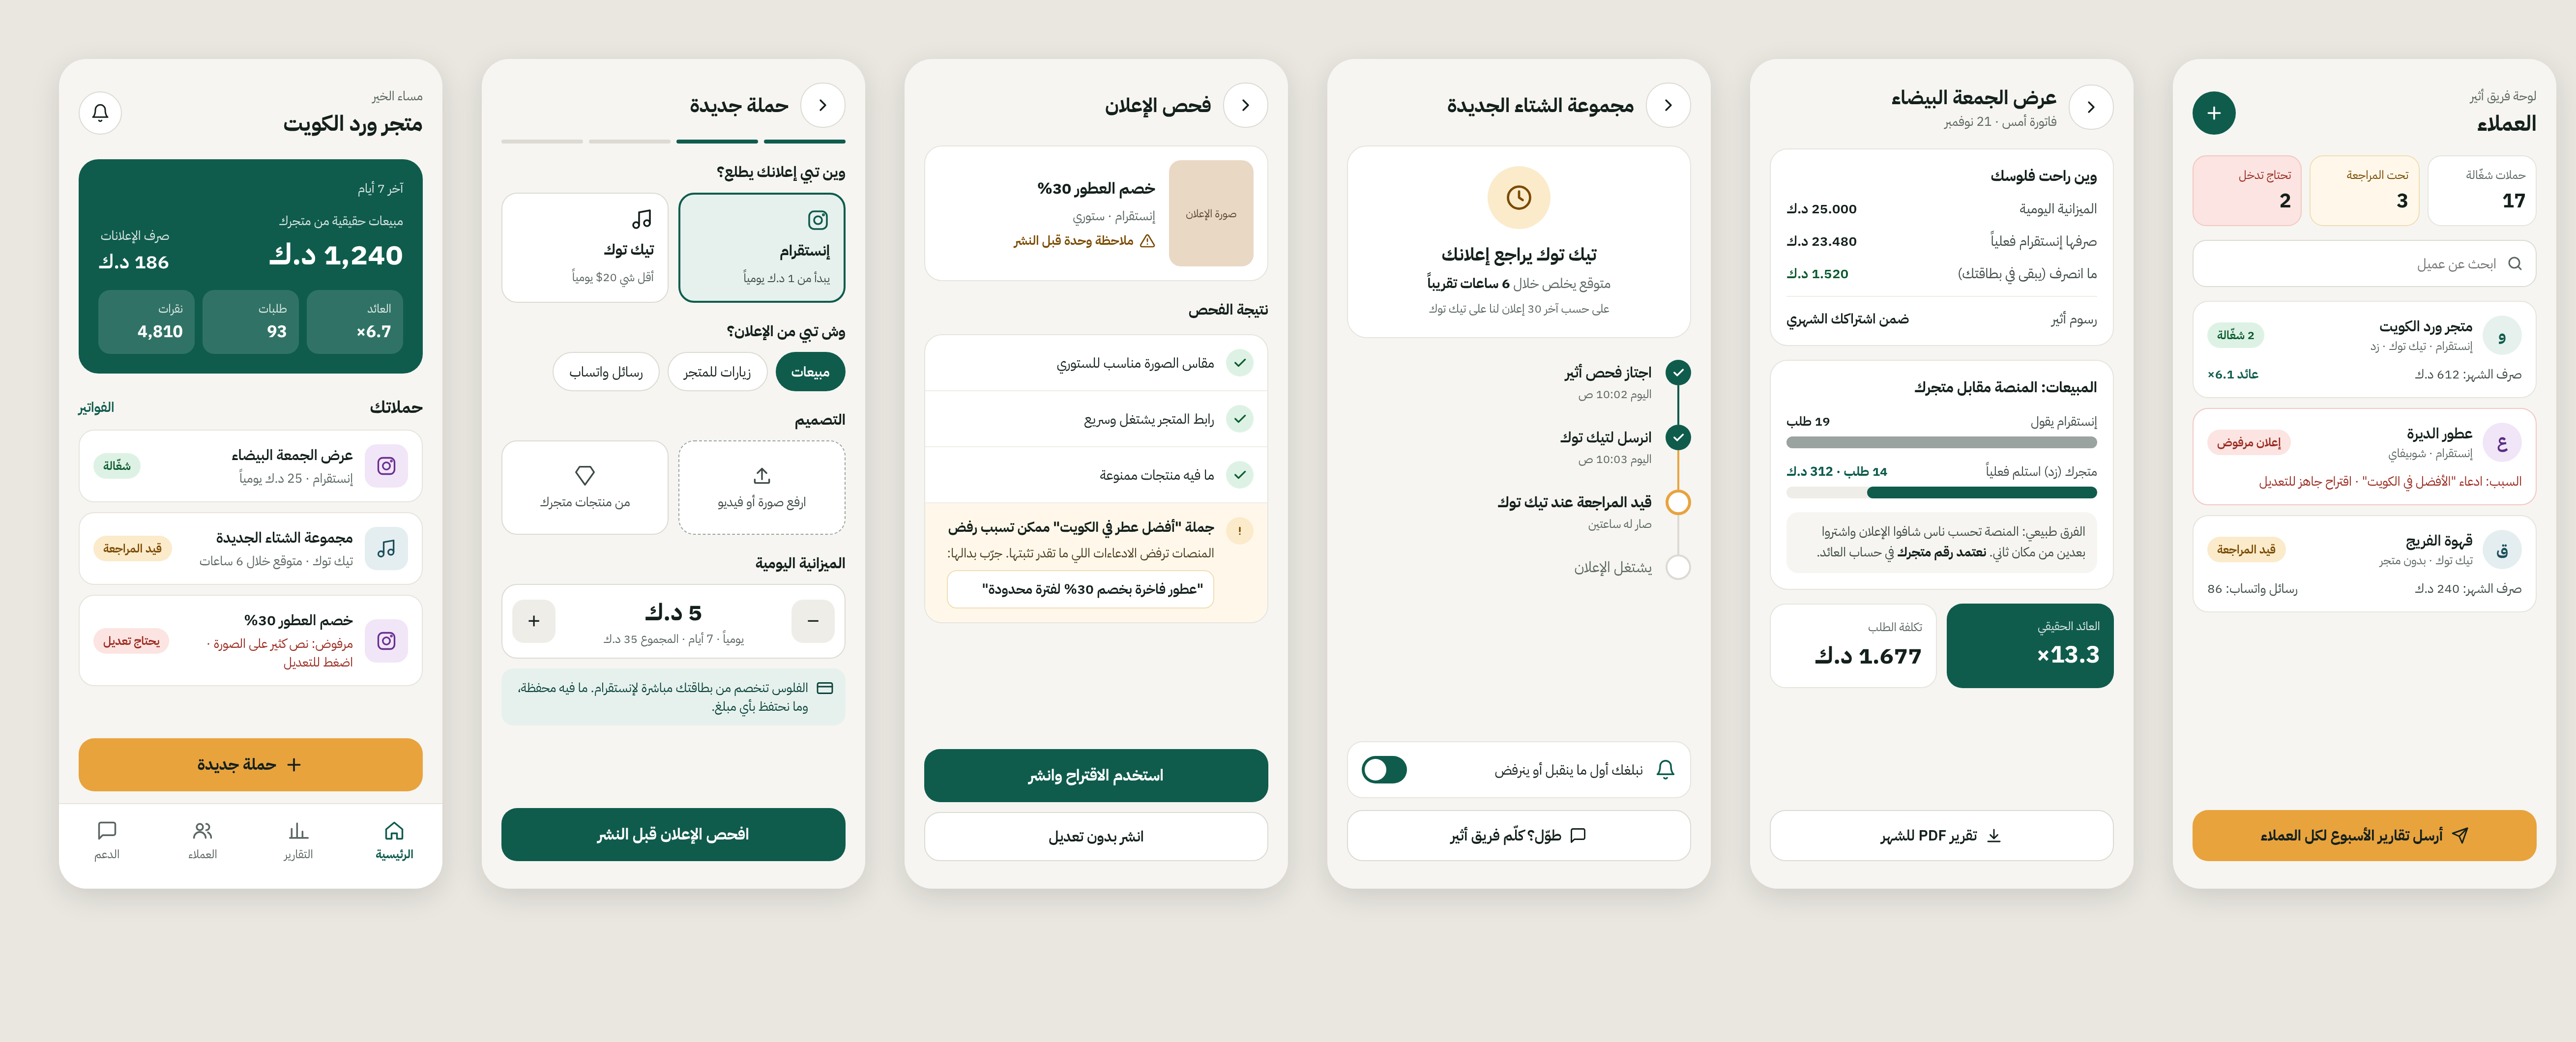 مساء الخير
متجر ورد الكويت
آخر 7 أيام
مبيعات حقيقية من متجرك
1,240 د.ك
صرف الإعلانات
186 د.ك
العائد
×6.7
طلبات
93
نقرات
4,810
حملاتك
الفواتير
عرض الجمعة البيضاء
إنستقرام · 25 د.ك يومياً
شغّالة
مجموعة الشتاء الجديدة
تيك توك · متوقع خلال 6 ساعات
قيد المراجعة
خصم العطور 30%
مرفوض: نص كثير على الصورة ·
اضغط للتعديل
يحتاج تعديل
حملة جديدة
الرئيسية
التقارير
العملاء
الدعم
حملة جديدة
وين تبي إعلانك يطلع؟
إنستقرام
يبدأ من 1 د.ك يومياً
تيك توك
أقل شي 20$ يومياً
وش تبي من الإعلان؟
مبيعات
زيارات للمتجر
رسائل واتساب
التصميم
ارفع صورة أو فيديو
من منتجات متجرك
الميزانية اليومية
5 د.ك
يومياً · 7 أيام · المجموع 35 د.ك
الفلوس تنخصم من بطاقتك مباشرة لإنستقرام. ما فيه محفظة،
وما نحتفظ بأي مبلغ.
افحص الإعلان قبل النشر
فحص الإعلان
صورة الإعلان
خصم العطور 30%
إنستقرام · ستوري
ملاحظة وحدة قبل النشر
نتيجة الفحص
مقاس الصورة مناسب للستوري
رابط المتجر يشتغل وسريع
ما فيه منتجات ممنوعة
جملة "أفضل عطر في الكويت" ممكن تسبب رفض
المنصات ترفض الادعاءات اللي ما تقدر تثبتها. جرّب بدالها:
"عطور فاخرة بخصم 30% لفترة محدودة"
استخدم الاقتراح وانشر
انشر بدون تعديل
مجموعة الشتاء الجديدة
تيك توك يراجع إعلانك
متوقع يخلص خلال 6 ساعات تقريباً
على حسب آخر 30 إعلان لنا على تيك توك
اجتاز فحص أثير
اليوم 10:02 ص
انرسل لتيك توك
اليوم 10:03 ص
قيد المراجعة عند تيك توك
صار له ساعتين
يشتغل الإعلان
نبلغك أول ما ينقبل أو ينرفض
طوّل؟ كلّم فريق أثير
عرض الجمعة البيضاء
فاتورة أمس · 21 نوفمبر
وين راحت فلوسك
الميزانية اليومية
25.000 د.ك
صرفها إنستقرام فعلياً
23.480 د.ك
ما انصرف (يبقى في بطاقتك)
1.520 د.ك
رسوم أثير
ضمن اشتراكك الشهري
المبيعات: المنصة مقابل متجرك
إنستقرام يقول
19 طلب
متجرك (زد) استلم فعلياً
14 طلب · 312 د.ك
الفرق طبيعي: المنصة تحسب ناس شافوا الإعلان واشتروا
بعدين من مكان ثاني. نعتمد رقم متجرك في حساب العائد.
العائد الحقيقي
×13.3
تكلفة الطلب
1.677 د.ك
تقرير PDF للشهر
لوحة فريق أثير
العملاء
حملات شغّالة
17
تحت المراجعة
3
تحتاج تدخل
2
ابحث عن عميل
و
متجر ورد الكويت
إنستقرام · تيك توك · زد
2 شغّالة
صرف الشهر: 612 د.ك
عائد 6.1×
ع
عطور الديرة
إنستقرام · شوبيفاي
إعلان مرفوض
السبب: ادعاء "الأفضل في الكويت" · اقتراح جاهز للتعديل
ق
قهوة الفريج
تيك توك · بدون متجر
قيد المراجعة
صرف الشهر: 240 د.ك
رسائل واتساب: 86
أرسل تقارير الأسبوع لكل العملاء